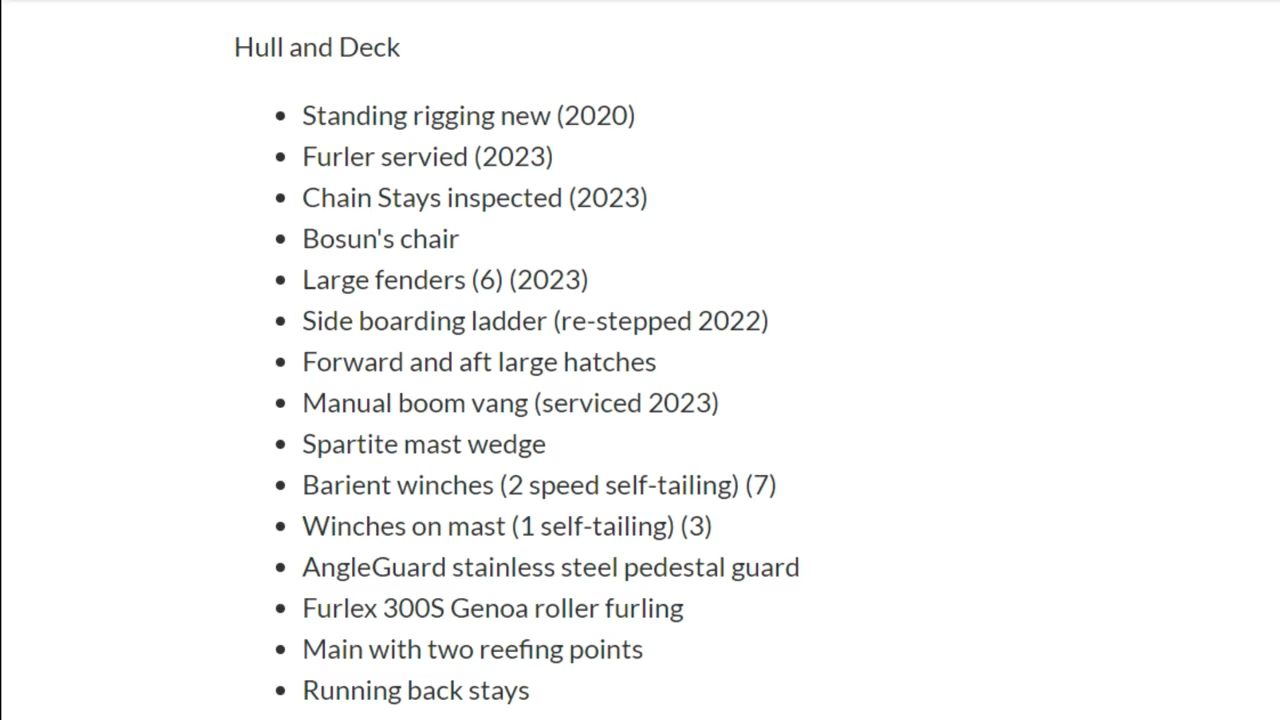 Hull and Deck
• Standing rigging new (2020)
• Furler servied (2023)
• Chain Stays inspected (2023)
• Bosun's chair
• Large fenders (6) (2023)
• Side boarding ladder (re-stepped 2022)
• Forward and aft large hatches
• Manual boom vang (serviced 2023)
• Spartite mast wedge
• Barient winches (2 speed self-tailing) (7)
• Winches on mast (1 self-tailing) (3)
• AngleGuard stainless steel pedestal guard
• Furlex 300S Genoa roller furling
• Main with two reefing points
• Running back stays